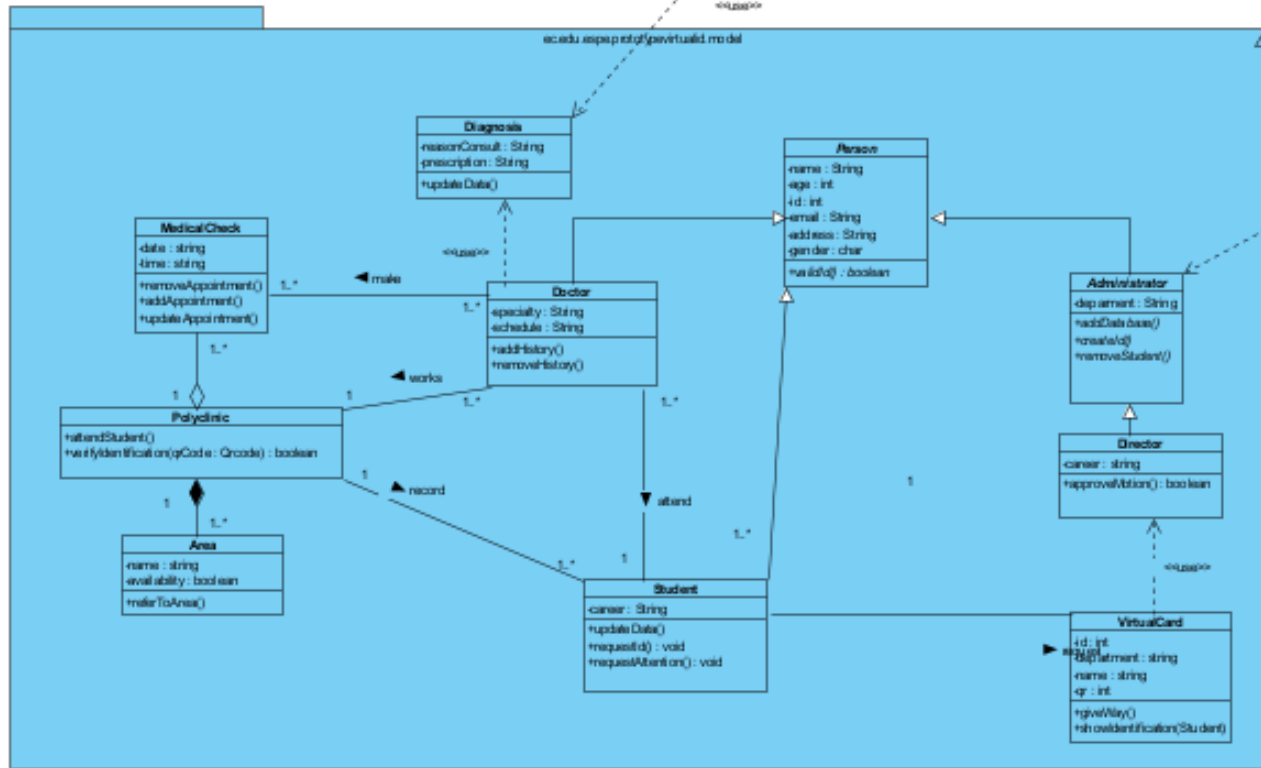 <<use>>
ec.edu.espe.prototypevirtualid.model
Diagnosis
-reasonConsult : String
-prescription : String
+updateData()
Person
-name : String
-age : int
-id : int
-email : String
-address : String
-gender : char
+validId() : boolean
MedicalCheck
-date : string
-time : string
+removeAppointment()
+addAppointment()
+updateAppointment()
<<use>>
make
1..*
1..*
Doctor
-specialty : String
-schedule : String
+addHistory()
+removeHistory()
Administrator
-deparment : String
+addDatabase()
+createId()
+removeStudent()
1..*
works
1
1
1..*
1..*
Polyclinic
+attendStudent()
+verifyIdentification(qrCode : Qrcode) : boolean
Director
-career : string
+approveMotion() : boolean
1
record
1
1
attend
1..*
Area
-name : string
-availability : boolean
+referToArea()
1..*
1..*
1
<<use>>
Student
-career : String
+updateData()
+requestId() : void
+requestAttention() : void
VirtualCard
-id : int
-department : string
-name : string
-qr : int
+giveWay()
+showIdentification(Student)